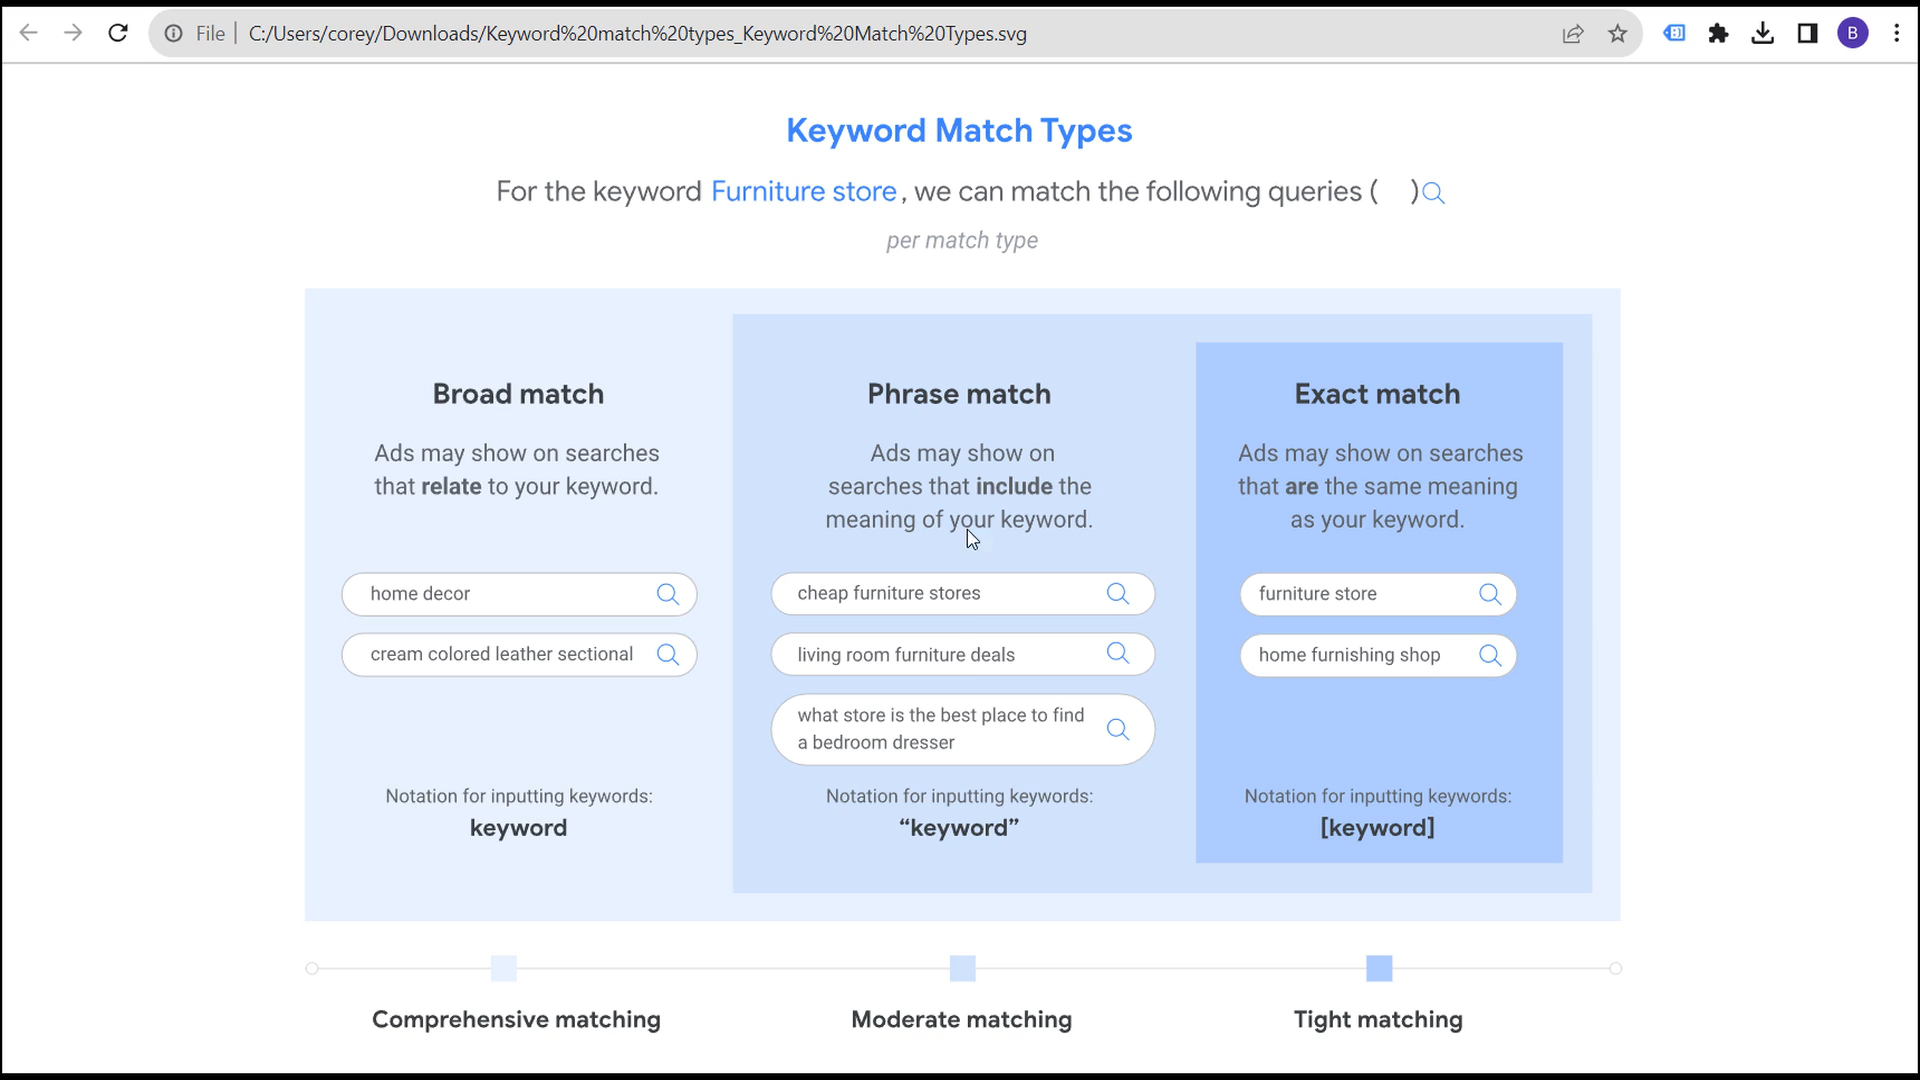 File
C:/Users/corey/Downloads/Keyword%20match%20types_Keyword%20Match%20Types.svg
B
Keyword Match Types
For the keyword Furniture store, we can match the following queries ( )
per match type
Broad match
Ads may show on searches
that relate to your keyword.
home decor
cream colored leather sectional
Notation for inputting keywords:
keyword
Phrase match
Ads may show on
searches that include the
meaning of your keyword.
cheap furniture stores
living room furniture deals
what store is the best place to find
a bedroom dresser
Notation for inputting keywords:
“keyword”
Exact match
Ads may show on searches
that are the same meaning
as your keyword.
furniture store
home furnishing shop
Notation for inputting keywords:
[keyword]
Comprehensive matching
Moderate matching
Tight matching